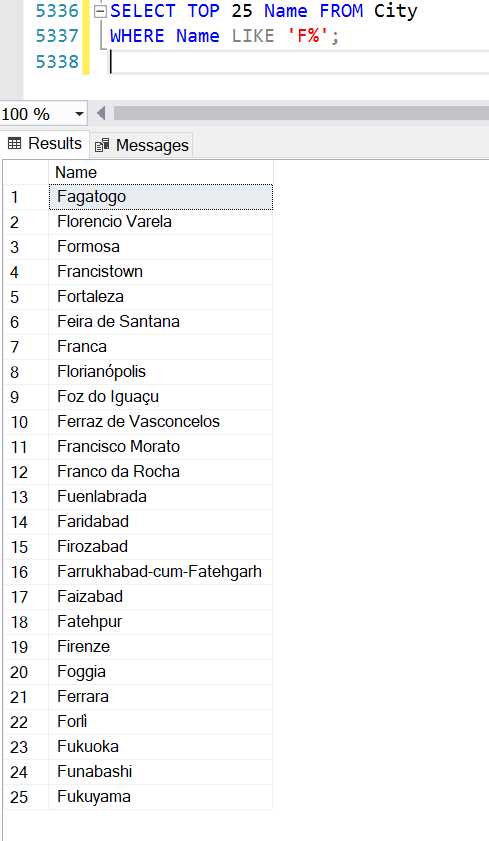 5336 SELECT TOP 25 Name FROM City
5337 WHERE Name LIKE 'F%';
5338
100 %
Results Messages
Name
1 Fagatogo
2 Florencio Varela
3 Formosa
4 Francistown
5 Fortaleza
6 Feira de Santana
7 Franca
8 Florianópolis
9 Foz do Iguaçu
10 Ferraz de Vasconcelos
11 Francisco Morato
12 Franco da Rocha
13 Fuenlabrada
14 Faridabad
15 Firozabad
16 Farrukhabad-cum-Fatehgarh
17 Faizabad
18 Fatehpur
19 Firenze
20 Foggia
21 Ferrara
22 Forlì
23 Fukuoka
24 Funabashi
25 Fukuyama